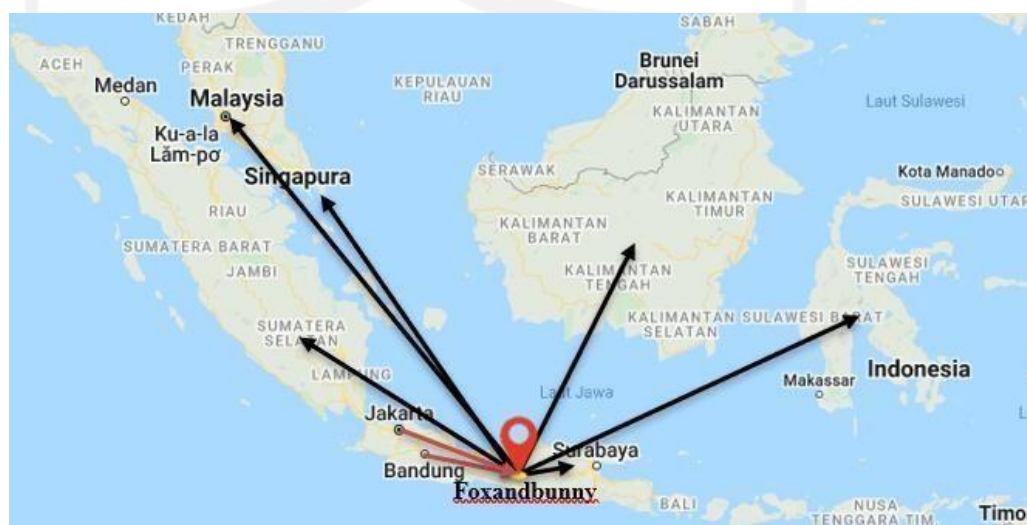 KEDAH
SABAH
TRENGGANU
ACEH
PERAK
Medan
KEPULAUAN
RIAU
Brunei
Darussalam
Malaysia
KALIMANTAN
UTARA
Laut Sulawesi
Ku-a-la
Lăm-pơ
Singapura
SERAWAK
Kota Manado
SULAWESI UTAR
RIAU
KALIMANTAN
BARAT
KALIMANTAN
TIMUR
SUMATERA BARAT
JAMBI
KALIMANTAN
TENGAH
SULAWESI
TENGAH
SUMATERA
SELATAN
KALIMANTAN
SELATAN
SULAWESI BARAT
LAMPUNG
Indonesia
Makassar
Laut Jawa
Jakarta
Bandung
Surabaya
Foxandbunny
BALI
NUSA
TENGGARA TIM
Timo
L